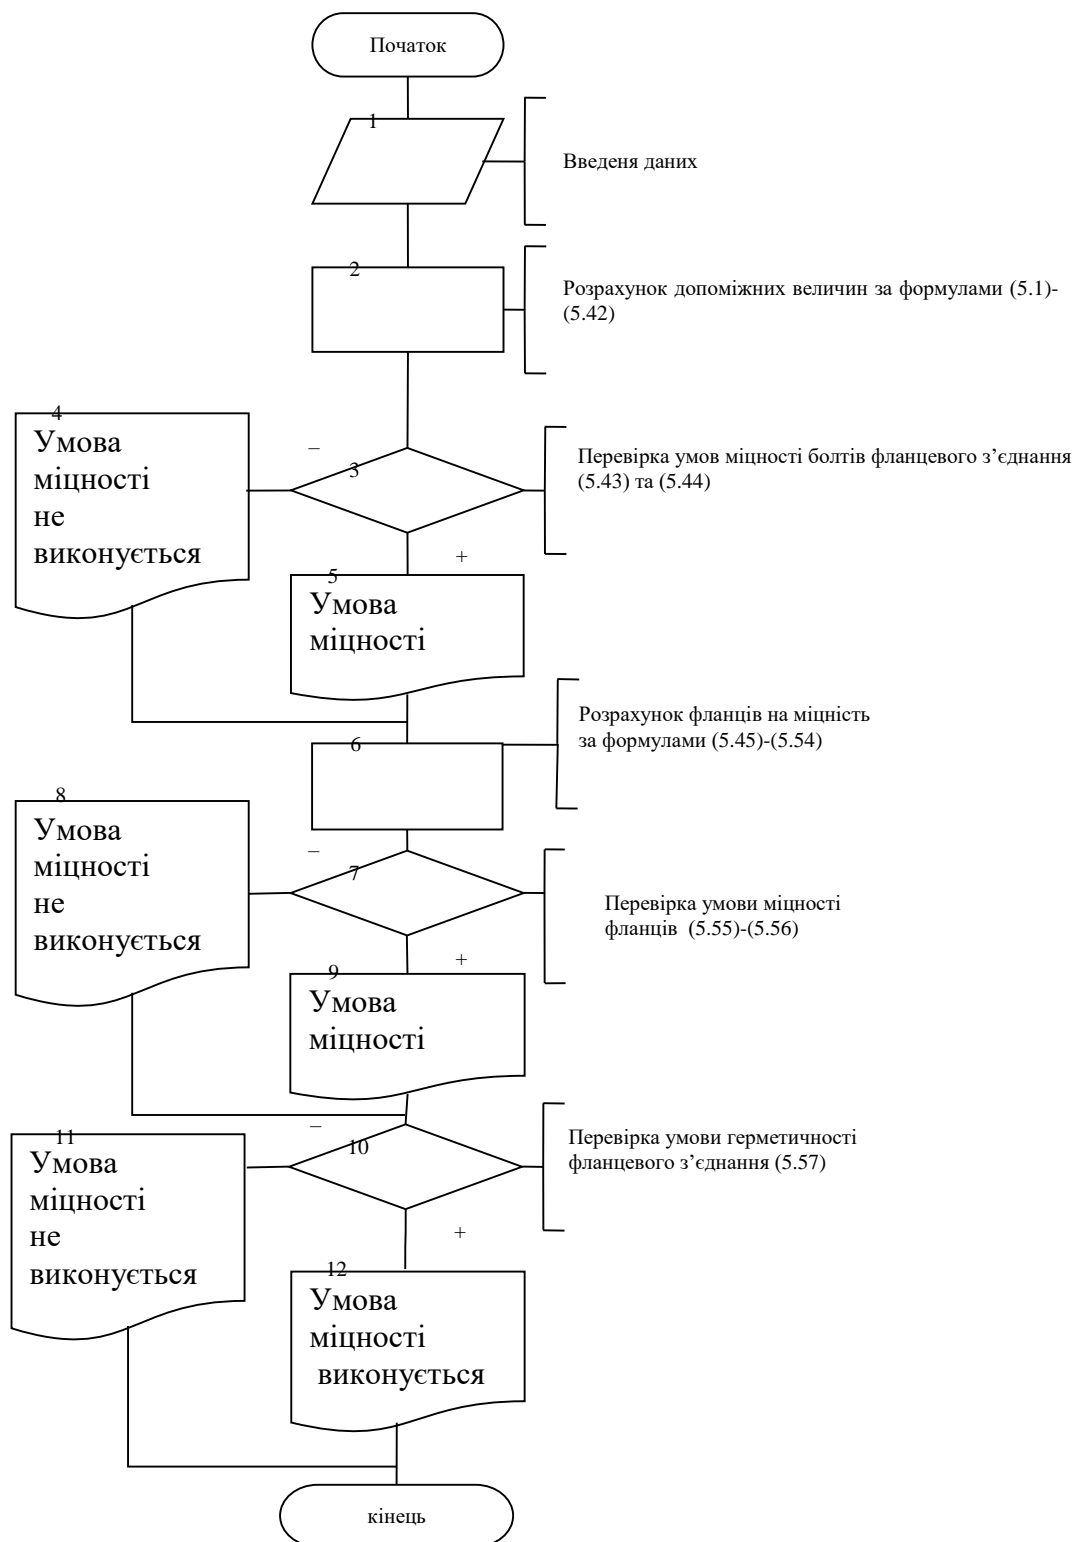 Початок
1
Введеня даних
2
Розрахунок допоміжних величин за формулами (5.1)-
(5.42)
4
Умова
міцності
не
виконується
–
3
Перевірка умов міцності болтів фланцевого з’єднання
(5.43) та (5.44)
+
5
Умова
міцності
6
Розрахунок фланців на міцність
за формулами (5.45)-(5.54)
8
Умова
міцності
не
виконується
–
7
Перевірка умови міцності
фланців (5.55)-(5.56)
+
9
Умова
міцності
11
Умова
міцності
не
виконується
–
10
Перевірка умови герметичності
фланцевого з’єднання (5.57)
+
12
Умова
міцності
виконується
кінець